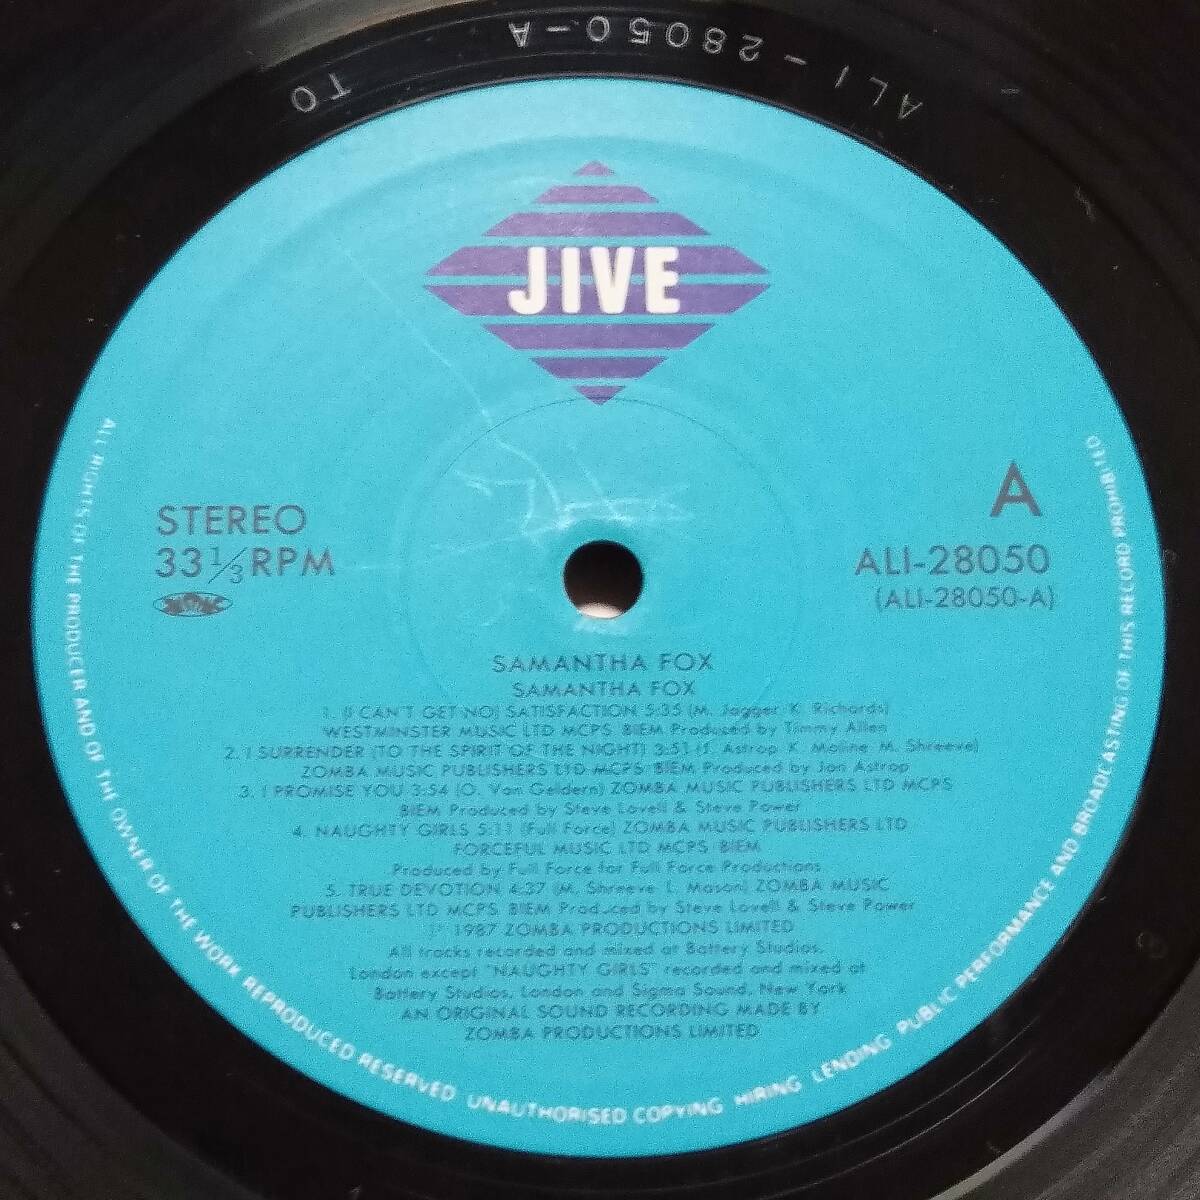 ALI-28050-A TO
JIVE
STEREO
33 1/3 RPM
A
ALI-28050
(ALI-28050-A)
SAMANTHA FOX
SAMANTHA FOX
1. (I CAN'T GET NO) SATISFACTION 5:35 (M. Jagger K. Richards)
WESTMINSTER MUSIC LTD MCPS BIEM Produced by Timmy Allen
2. I SURRENDER (TO THE SPIRIT OF THE NIGHT) 3:51 (J. Astrop K. Maline M. Shreeve)
ZOMBA MUSIC PUBLISHERS LTD MCPS BIEM Produced by Jon Astrop
3. I PROMISE YOU 3:54 (O. Van Geldern) ZOMBA MUSIC PUBLISHERS LTD MCPS
BIEM Produced by Steve Lovell & Steve Power
4. NAUGHTY GIRLS 5:11 (Full Force) ZOMBA MUSIC PUBLISHERS LTD
FORCEFUL MUSIC LTD MCPS BIEM
Produced by Full Force for Full Force Productions
5. TRUE DEVOTION 4:37 (M. Shreeve L. Mason) ZOMBA MUSIC
PUBLISHERS LTD MCPS BIEM Produced by Steve Lovell & Steve Power
℗ 1987 ZOMBA PRODUCTIONS LIMITED
All tracks recorded and mixed at Battery Studios,
London except "NAUGHTY GIRLS" recorded and mixed at
Battery Studios, London and Sigma Sound, New York
AN ORIGINAL SOUND RECORDING MADE BY
ZOMBA PRODUCTIONS LIMITED
ALL RIGHTS OF THE PRODUCER AND OF THE OWNER OF THE WORK REPRODUCED RESERVED UNAUTHORISED COPYING HIRING LENDING PUBLIC PERFORMANCE AND BROADCASTING OF THIS RECORD PROHIBITED